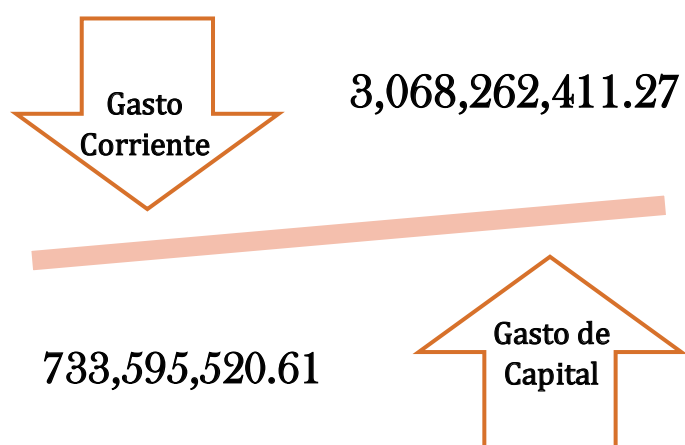 Gasto
Corriente
3,068,262,411.27
733,595,520.61
Gasto de
Capital